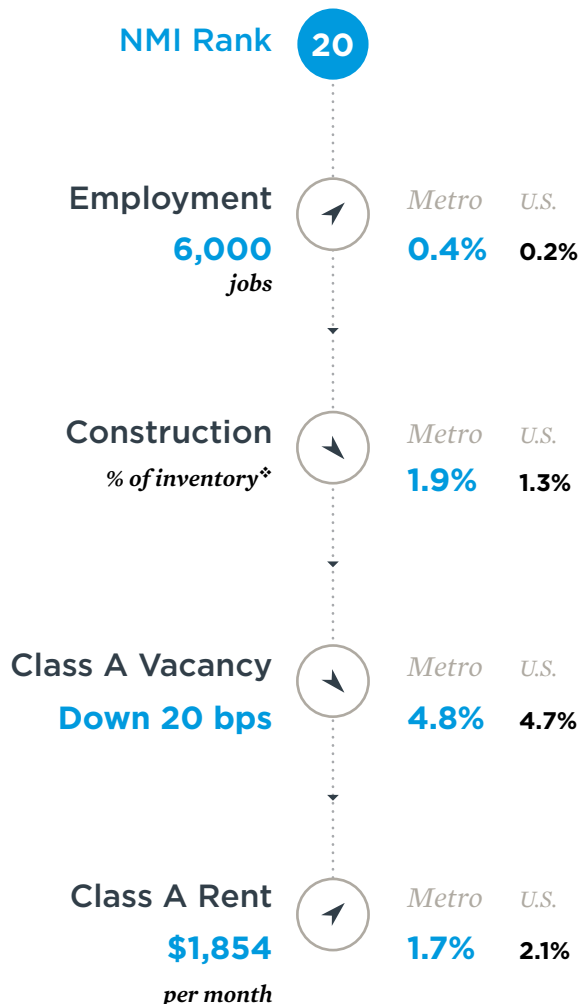 NMI Rank 20
Employment Metro U.S.
6,000 0.4% 0.2%
jobs
Construction Metro U.S.
% of inventory❖ 1.9% 1.3%
Class A Vacancy Metro U.S.
Down 20 bps 4.8% 4.7%
Class A Rent Metro U.S.
$1,854 1.7% 2.1%
per month